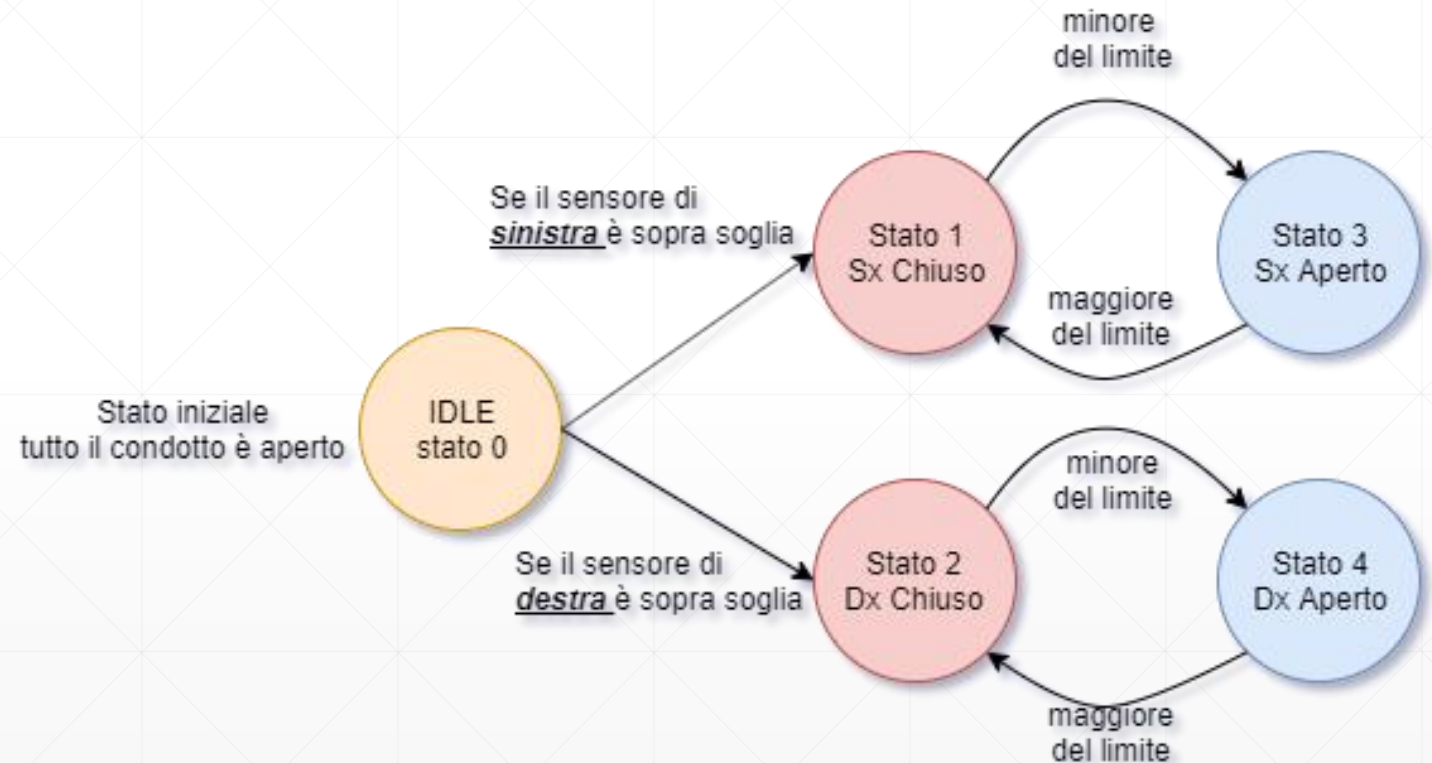 minore
del limite
Se il sensore di
sinistra è sopra soglia
Stato 1
Sx Chiuso
Stato 3
Sx Aperto
maggiore
del limite
Stato iniziale
tutto il condotto è aperto
IDLE
stato 0
minore
del limite
Se il sensore di
destra è sopra soglia
Stato 2
Dx Chiuso
Stato 4
Dx Aperto
maggiore
del limite